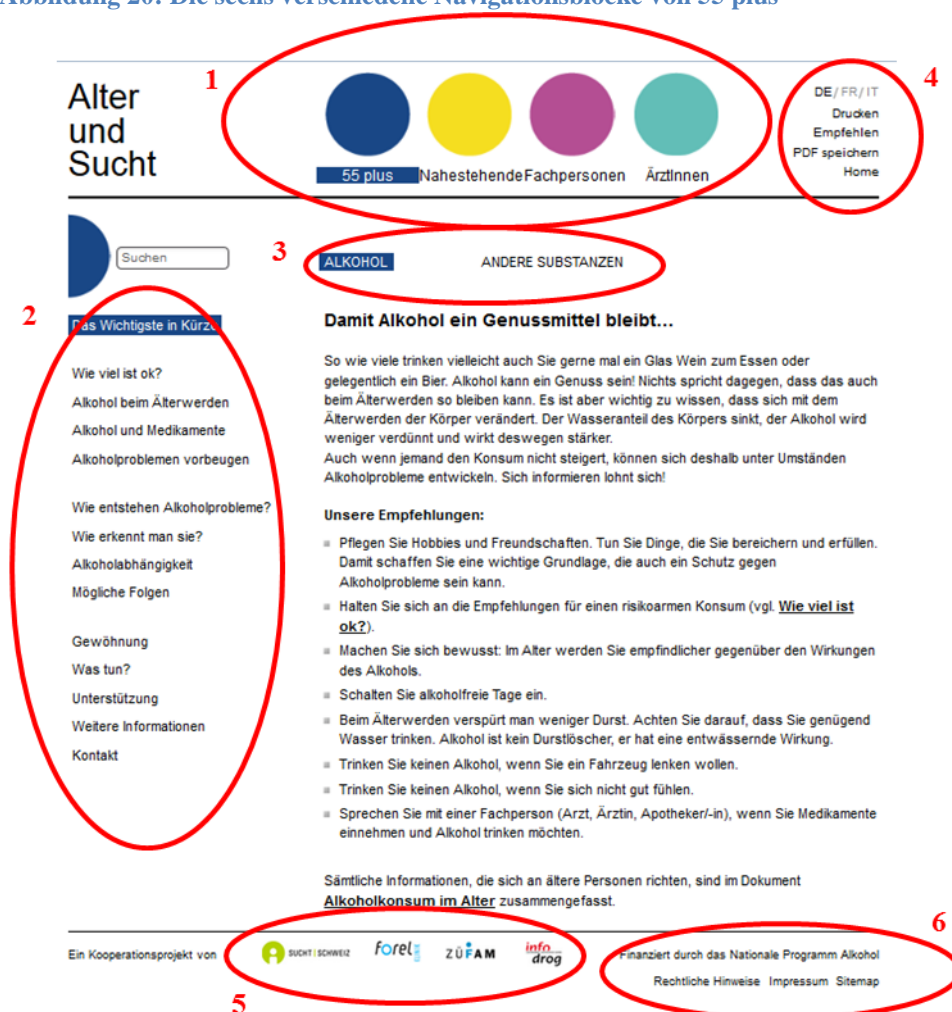 Abbildung 20: Die sechs verschiedene Navigationsblöcke von 55 plus
1
4
Alter
und
Sucht
55 plus Nahestehende Fachpersonen ÄrztInnen
DE / FR / IT
Drucken
Empfehlen
PDF speichern
Home
Suchen
3
ALKOHOL ANDERE SUBSTANZEN
2
Das Wichtigste in Kürze
Wie viel ist ok?
Alkohol beim Älterwerden
Alkohol und Medikamente
Alkoholproblemen vorbeugen
Wie entstehen Alkoholprobleme?
Wie erkennt man sie?
Alkoholabhängigkeit
Mögliche Folgen
Gewöhnung
Was tun?
Unterstützung
Weitere Informationen
Kontakt
Damit Alkohol ein Genussmittel bleibt...
So wie viele trinken vielleicht auch Sie gerne mal ein Glas Wein zum Essen oder
gelegentlich ein Bier. Alkohol kann ein Genuss sein! Nichts spricht dagegen, dass das auch
beim Älterwerden so bleiben kann. Es ist aber wichtig zu wissen, dass sich mit dem
Älterwerden der Körper verändert. Der Wasseranteil des Körpers sinkt, der Alkohol wird
weniger verdünnt und wirkt deswegen stärker.
Auch wenn jemand den Konsum nicht steigert, können sich deshalb unter Umständen
Alkoholprobleme entwickeln. Sich informieren lohnt sich!
Unsere Empfehlungen:
Pflegen Sie Hobbies und Freundschaften. Tun Sie Dinge, die Sie bereichern und erfüllen.
Damit schaffen Sie eine wichtige Grundlage, die auch ein Schutz gegen
Alkoholprobleme sein kann.
Halten Sie sich an die Empfehlungen für einen risikoarmen Konsum (vgl. Wie viel ist
ok?).
Machen Sie sich bewusst: Im Alter werden Sie empfindlicher gegenüber den Wirkungen
des Alkohols.
Schalten Sie alkoholfreie Tage ein.
Beim Älterwerden verspürt man weniger Durst. Achten Sie darauf, dass Sie genügend
Wasser trinken. Alkohol ist kein Durstlöscher, er hat eine entwässernde Wirkung.
Trinken Sie keinen Alkohol, wenn Sie ein Fahrzeug lenken wollen.
Trinken Sie keinen Alkohol, wenn Sie sich nicht gut fühlen.
Sprechen Sie mit einer Fachperson (Arzt, Ärztin, Apotheker/-in), wenn Sie Medikamente
einnehmen und Alkohol trinken möchten.
Sämtliche Informationen, die sich an ältere Personen richten, sind im Dokument
Alkoholkonsum im Alter zusammengefasst.
6
Ein Kooperationsprojekt von SUCHT | SCHWEIZ forel ZÜFAM info drog Finanziert durch das Nationale Programm Alkohol
Rechtliche Hinweise Impressum Sitemap
5